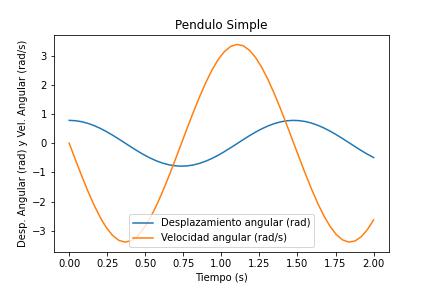 Pendulo Simple
Desp. Angular (rad) y Vel. Angular (rad/s)
3
2
1
0
−1
−2
−3
Desplazamiento angular (rad)
Velocidad angular (rad/s)
0.00 0.25 0.50 0.75 1.00 1.25 1.50 1.75 2.00
Tiempo (s)